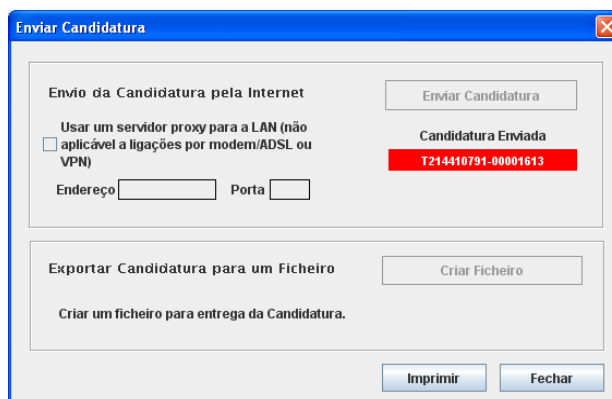 Enviar Candidatura
Envio da Candidatura pela Internet
Enviar Candidatura
Usar um servidor proxy para a LAN (não
aplicável a ligações por modem/ADSL ou
VPN)
Candidatura Enviada
T214410791-00001613
Endereço
Porta
Exportar Candidatura para um Ficheiro
Criar Ficheiro
Criar um ficheiro para entrega da Candidatura.
Imprimir
Fechar